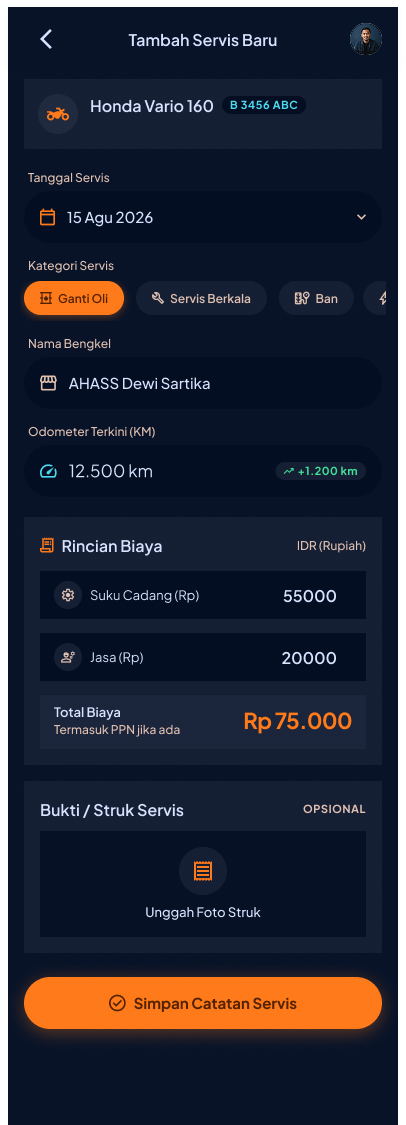 Tambah Servis Baru
Honda Vario 160 B 3456 ABC
Tanggal Servis
15 Agu 2026
Kategori Servis
Ganti Oli Servis Berkala Ban
Nama Bengkel
AHASS Dewi Sartika
Odometer Terkini (KM)
12.500 km +1.200 km
Rincian Biaya IDR (Rupiah)
Suku Cadang (Rp) 55000
Jasa (Rp) 20000
Total Biaya
Termasuk PPN jika ada Rp 75.000
Bukti / Struk Servis OPSIONAL
Unggah Foto Struk
Simpan Catatan Servis